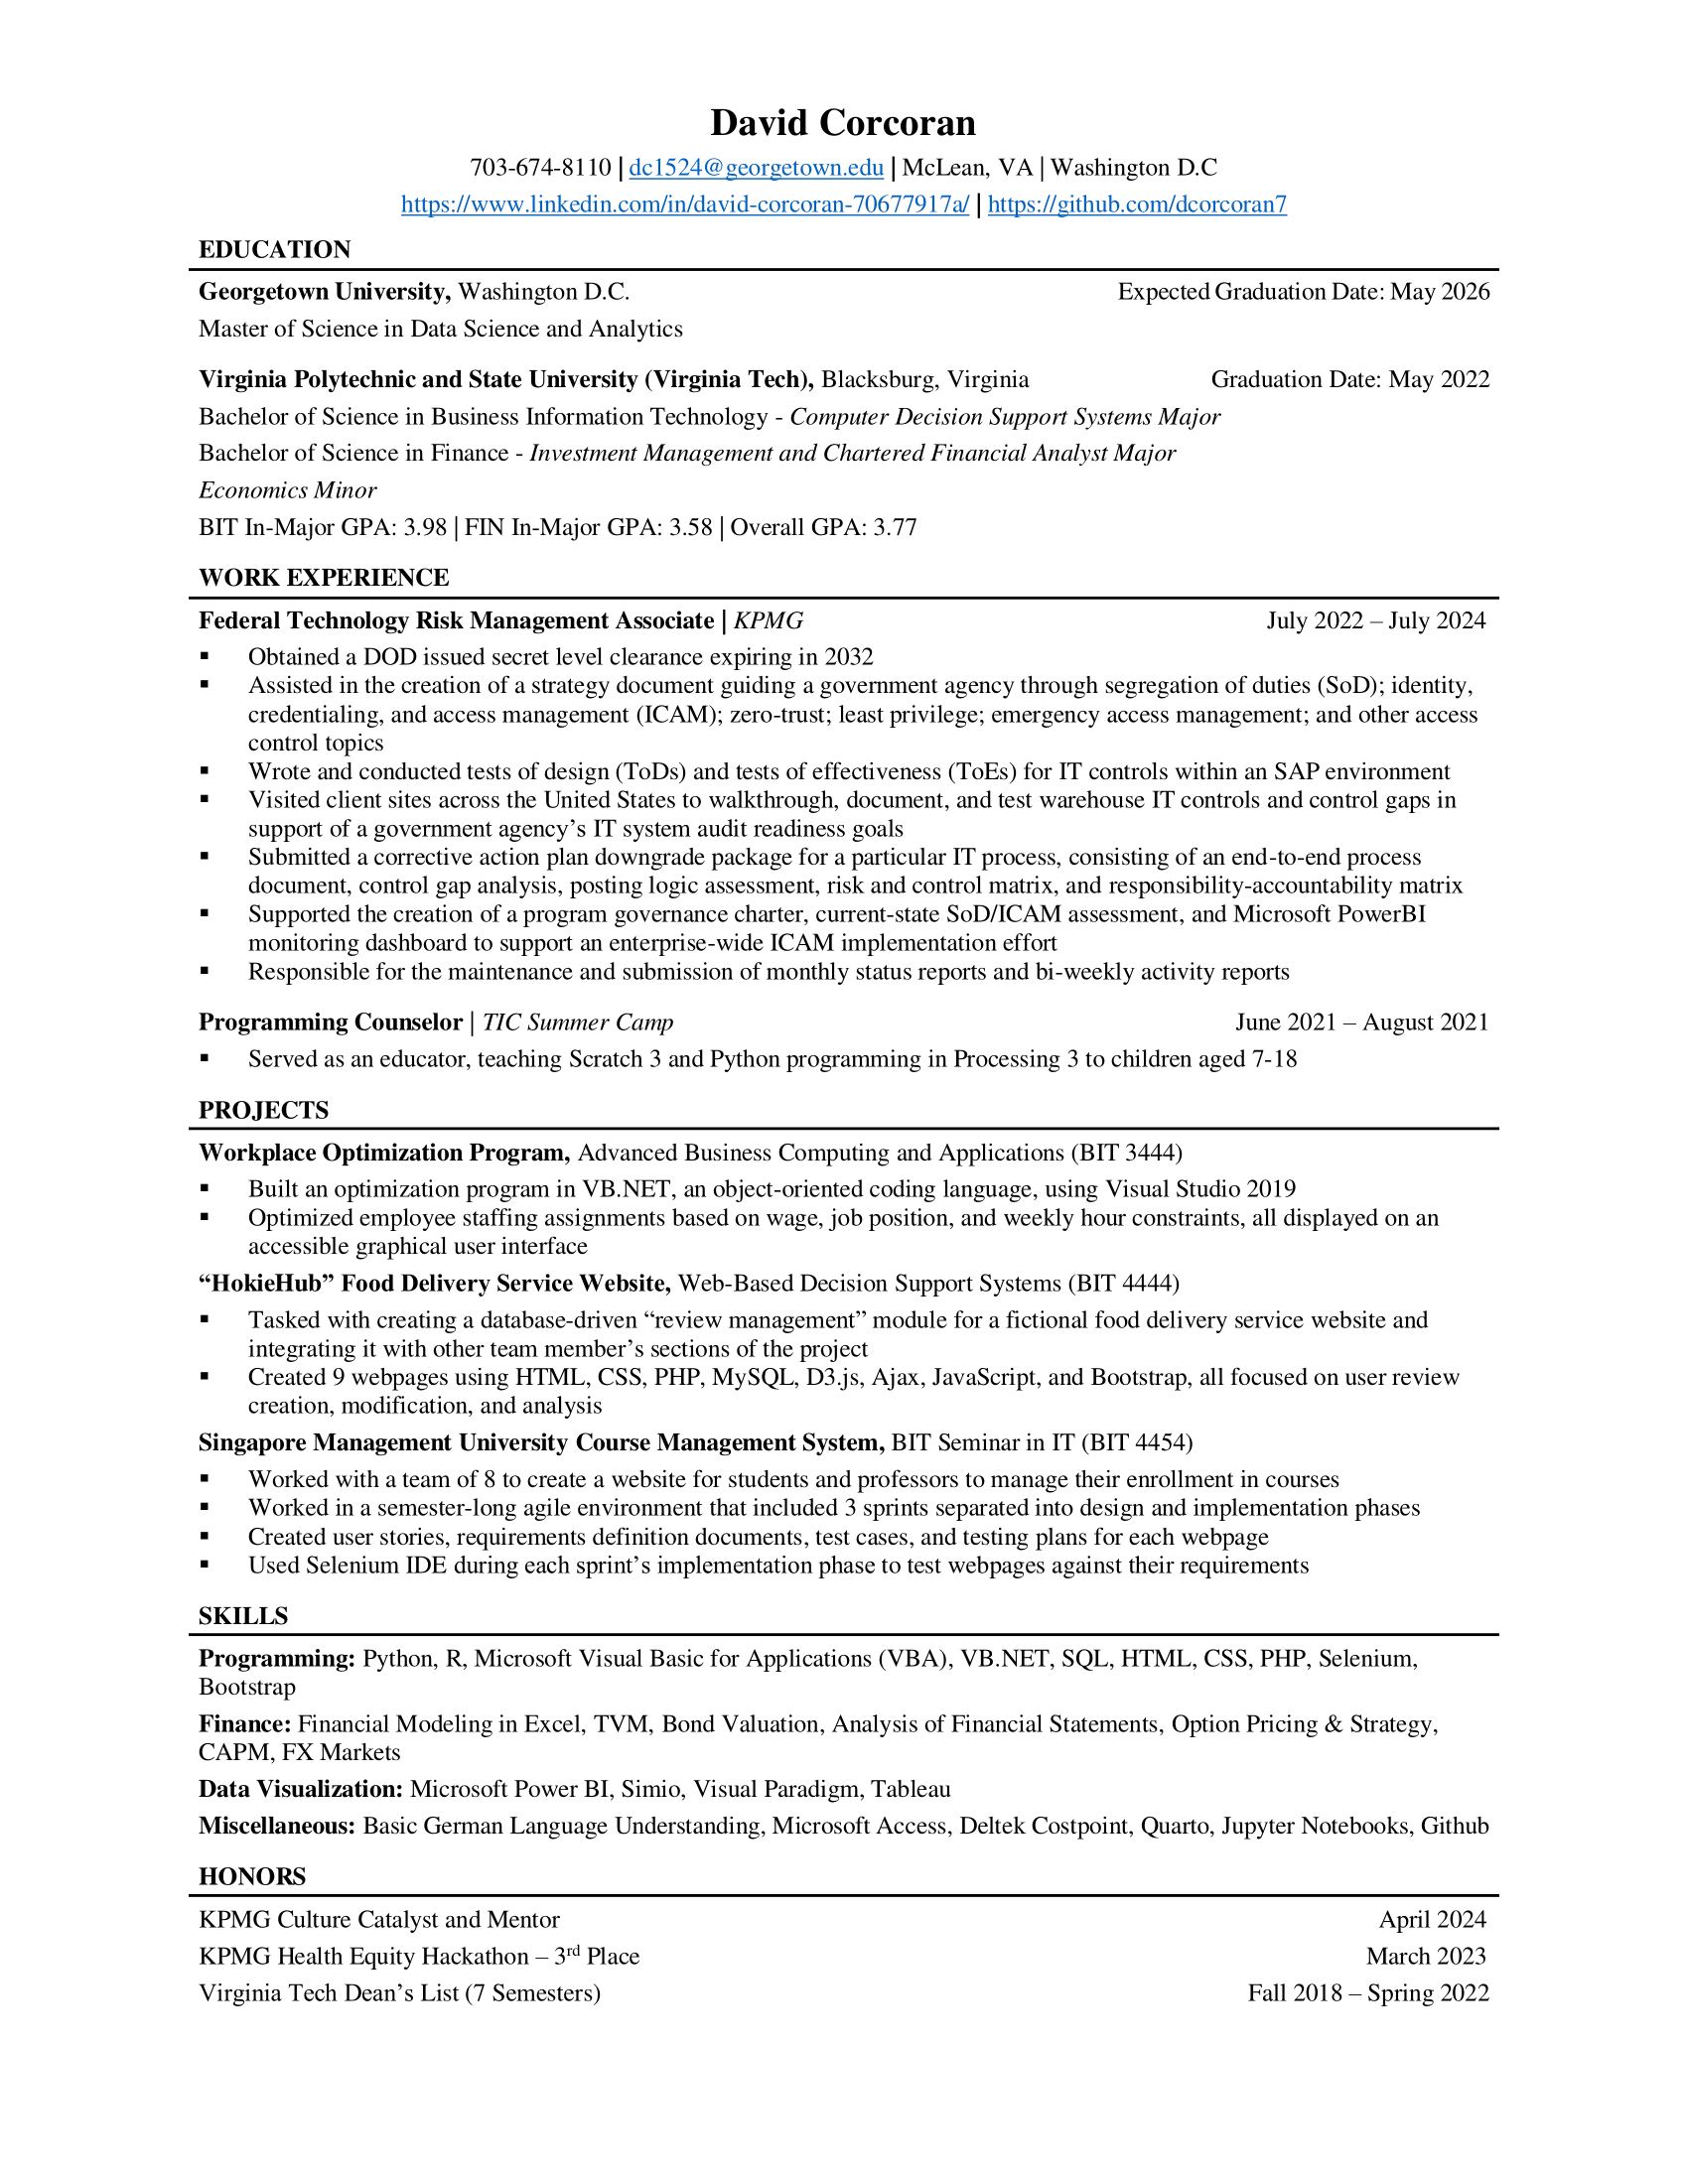 David Corcoran
703-674-8110 | dc1524@georgetown.edu | McLean, VA | Washington D.C
https://www.linkedin.com/in/david-corcoran-70677917a/ | https://github.com/dcorcoran7
EDUCATION
Georgetown University, Washington D.C. Expected Graduation Date: May 2026
Master of Science in Data Science and Analytics
Virginia Polytechnic and State University (Virginia Tech), Blacksburg, Virginia Graduation Date: May 2022
Bachelor of Science in Business Information Technology - Computer Decision Support Systems Major
Bachelor of Science in Finance - Investment Management and Chartered Financial Analyst Major
Economics Minor
BIT In-Major GPA: 3.98 | FIN In-Major GPA: 3.58 | Overall GPA: 3.77
WORK EXPERIENCE
Federal Technology Risk Management Associate | KPMG July 2022 – July 2024
▪ Obtained a DOD issued secret level clearance expiring in 2032
▪ Assisted in the creation of a strategy document guiding a government agency through segregation of duties (SoD); identity,
credentialing, and access management (ICAM); zero-trust; least privilege; emergency access management; and other access
control topics
▪ Wrote and conducted tests of design (ToDs) and tests of effectiveness (ToEs) for IT controls within an SAP environment
▪ Visited client sites across the United States to walkthrough, document, and test warehouse IT controls and control gaps in
support of a government agency’s IT system audit readiness goals
▪ Submitted a corrective action plan downgrade package for a particular IT process, consisting of an end-to-end process
document, control gap analysis, posting logic assessment, risk and control matrix, and responsibility-accountability matrix
▪ Supported the creation of a program governance charter, current-state SoD/ICAM assessment, and Microsoft PowerBI
monitoring dashboard to support an enterprise-wide ICAM implementation effort
▪ Responsible for the maintenance and submission of monthly status reports and bi-weekly activity reports
Programming Counselor | TIC Summer Camp June 2021 – August 2021
▪ Served as an educator, teaching Scratch 3 and Python programming in Processing 3 to children aged 7-18
PROJECTS
Workplace Optimization Program, Advanced Business Computing and Applications (BIT 3444)
▪ Built an optimization program in VB.NET, an object-oriented coding language, using Visual Studio 2019
▪ Optimized employee staffing assignments based on wage, job position, and weekly hour constraints, all displayed on an
accessible graphical user interface
“HokieHub” Food Delivery Service Website, Web-Based Decision Support Systems (BIT 4444)
▪ Tasked with creating a database-driven “review management” module for a fictional food delivery service website and
integrating it with other team member’s sections of the project
▪ Created 9 webpages using HTML, CSS, PHP, MySQL, D3.js, Ajax, JavaScript, and Bootstrap, all focused on user review
creation, modification, and analysis
Singapore Management University Course Management System, BIT Seminar in IT (BIT 4454)
▪ Worked with a team of 8 to create a website for students and professors to manage their enrollment in courses
▪ Worked in a semester-long agile environment that included 3 sprints separated into design and implementation phases
▪ Created user stories, requirements definition documents, test cases, and testing plans for each webpage
▪ Used Selenium IDE during each sprint’s implementation phase to test webpages against their requirements
SKILLS
Programming: Python, R, Microsoft Visual Basic for Applications (VBA), VB.NET, SQL, HTML, CSS, PHP, Selenium,
Bootstrap
Finance: Financial Modeling in Excel, TVM, Bond Valuation, Analysis of Financial Statements, Option Pricing & Strategy,
CAPM, FX Markets
Data Visualization: Microsoft Power BI, Simio, Visual Paradigm, Tableau
Miscellaneous: Basic German Language Understanding, Microsoft Access, Deltek Costpoint, Quarto, Jupyter Notebooks, Github
HONORS
KPMG Culture Catalyst and Mentor April 2024
KPMG Health Equity Hackathon – 3rd Place March 2023
Virginia Tech Dean’s List (7 Semesters) Fall 2018 – Spring 2022